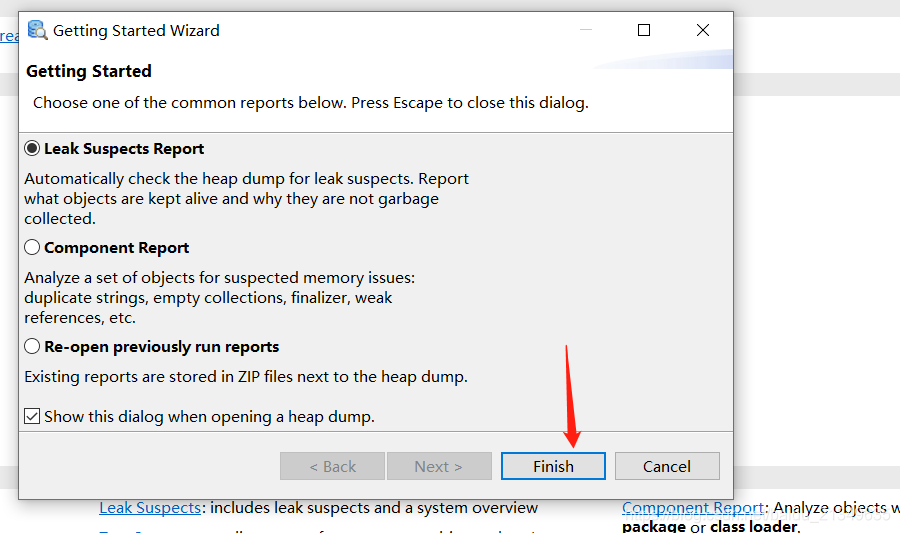 Getting Started Wizard
Getting Started
Choose one of the common reports below. Press Escape to close this dialog.
Leak Suspects Report
Automatically check the heap dump for leak suspects. Report
what objects are kept alive and why they are not garbage
collected.
Component Report
Analyze a set of objects for suspected memory issues:
duplicate strings, empty collections, finalizer, weak
references, etc.
Re-open previously run reports
Existing reports are stored in ZIP files next to the heap dump.
Show this dialog when opening a heap dump.
< Back
Next >
Finish
Cancel
Leak Suspects: includes leak suspects and a system overview
Component Report: Analyze objects
package or class loader.